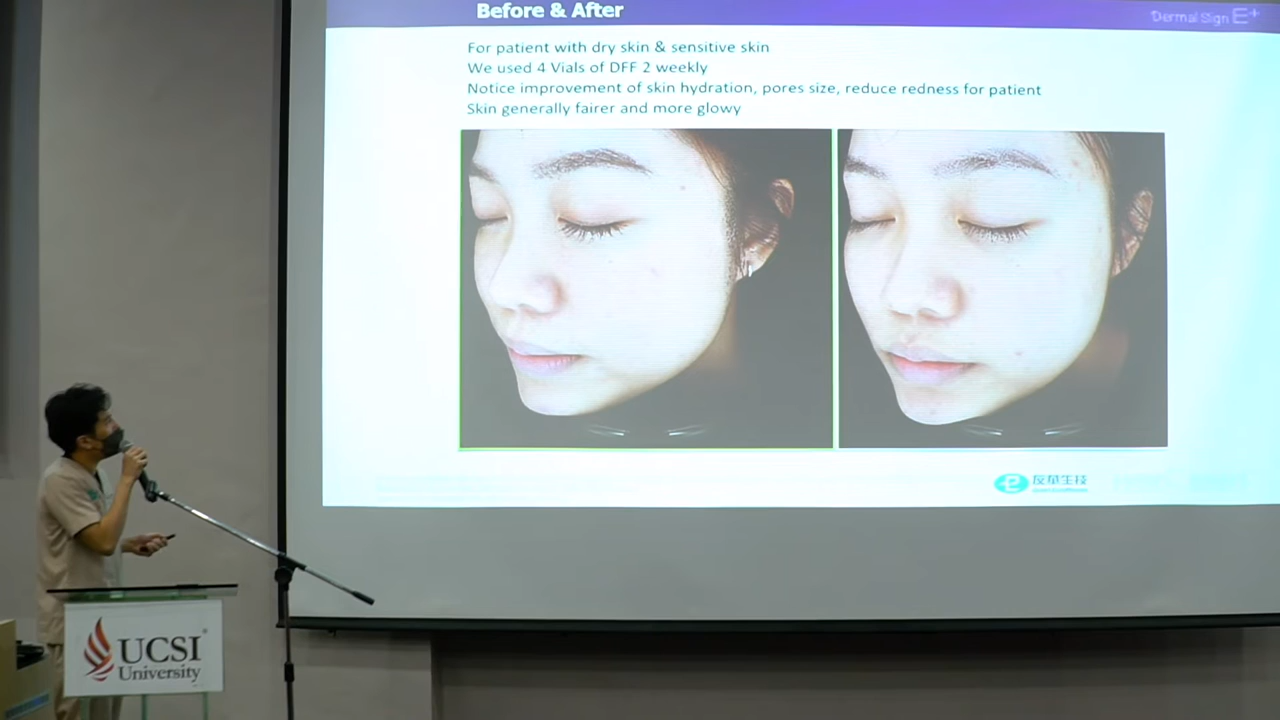 Before & After
Dermal Sign E+
For patient with dry skin & sensitive skin
We used 4 Vials of DFF 2 weekly
Notice improvement of skin hydration, pores size, reduce redness for patient
Skin generally fairer and more glowy
生技
UCSI
University